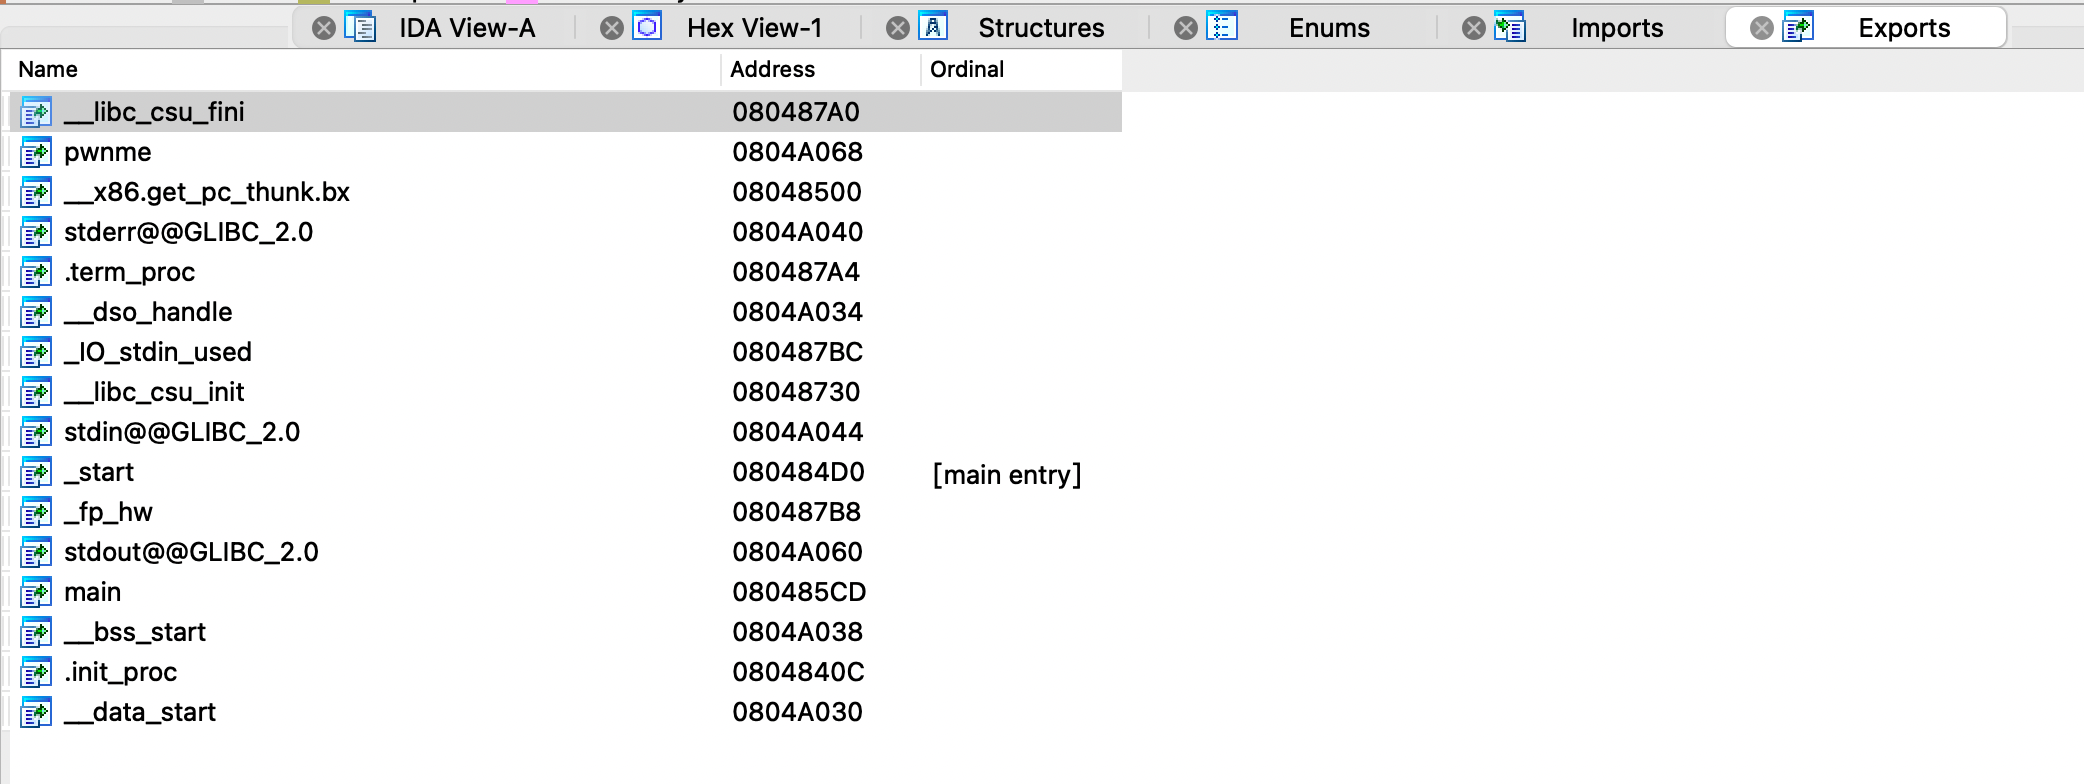 IDA View-A Hex View-1 Structures Enums Imports Exports
Name Address Ordinal
__libc_csu_fini 080487A0
pwnme 0804A068
__x86.get_pc_thunk.bx 08048500
stderr@@GLIBC_2.0 0804A040
.term_proc 080487A4
__dso_handle 0804A034
_IO_stdin_used 080487BC
__libc_csu_init 08048730
stdin@@GLIBC_2.0 0804A044
_start 080484D0 [main entry]
_fp_hw 080487B8
stdout@@GLIBC_2.0 0804A060
main 080485CD
__bss_start 0804A038
.init_proc 0804840C
__data_start 0804A030